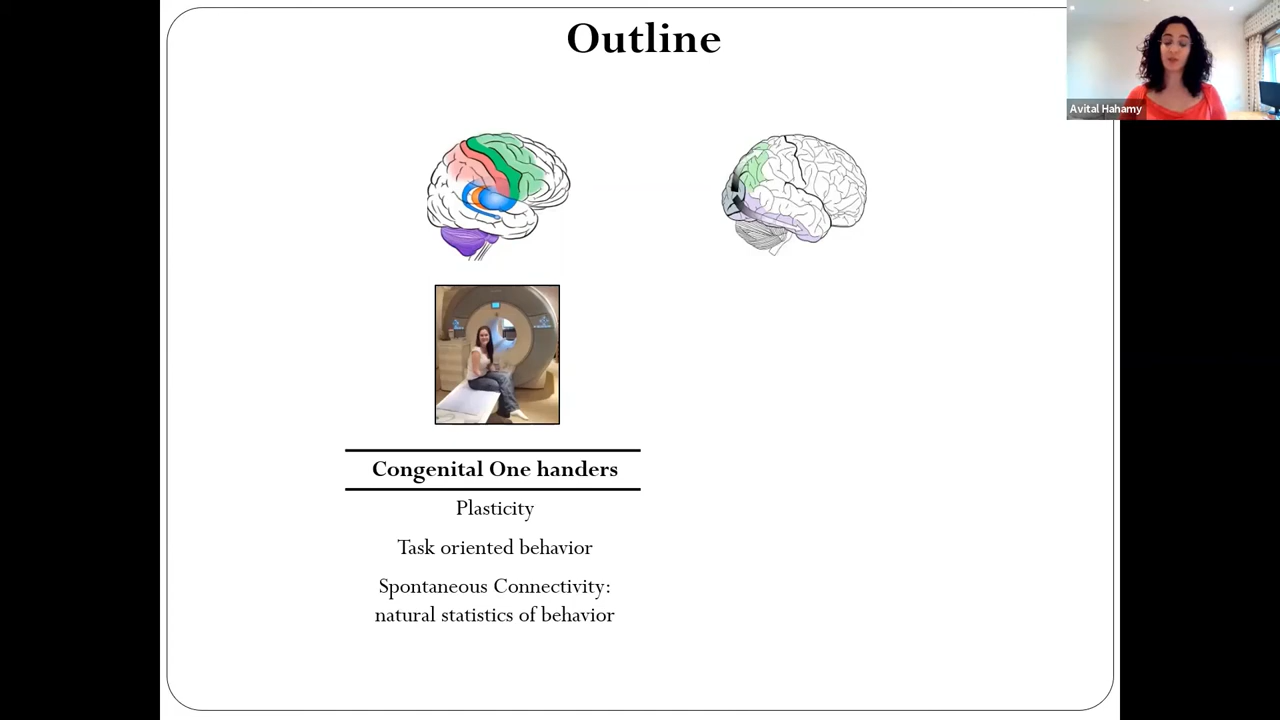 Outline
Avital Hahamy
Congenital One handers
Plasticity
Task oriented behavior
Spontaneous Connectivity:
natural statistics of behavior